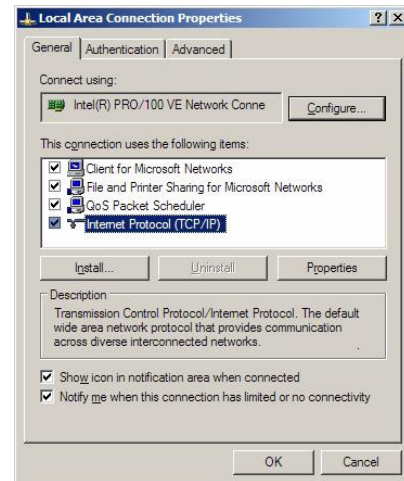 Local Area Connection Properties
General Authentication Advanced
Connect using:
Intel(R) PRO/100 VE Network Conne Configure...
This connection uses the following items:
Client for Microsoft Networks
File and Printer Sharing for Microsoft Networks
QoS Packet Scheduler
Internet Protocol (TCP/IP)
Install... Uninstall Properties
Description
Transmission Control Protocol/Internet Protocol. The default
wide area network protocol that provides communication
across diverse interconnected networks.
Show icon in notification area when connected
Notify me when this connection has limited or no connectivity
OK Cancel